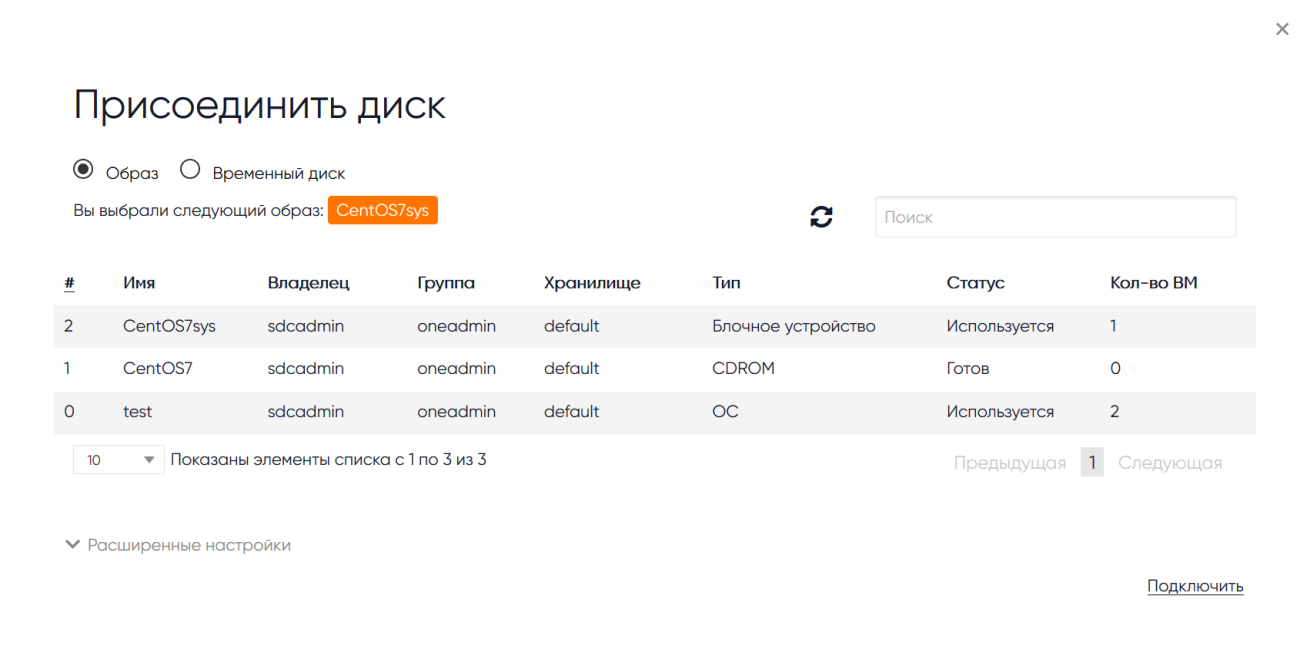 ×
Присоединить диск
Образ Временный диск
Вы выбрали следующий образ: CentOS7sys Поиск
# Имя Владелец Группа Хранилище Тип Статус Кол-во ВМ
2 CentOS7sys sdcadmin oneadmin default Блочное устройство Используется 1
1 CentOS7 sdcadmin oneadmin default CDROM Готов 0
0 test sdcadmin oneadmin default ОС Используется 2
10 Показаны элементы списка с 1 по 3 из 3 Предыдущая 1 Следующая
Расширенные настройки
Подключить